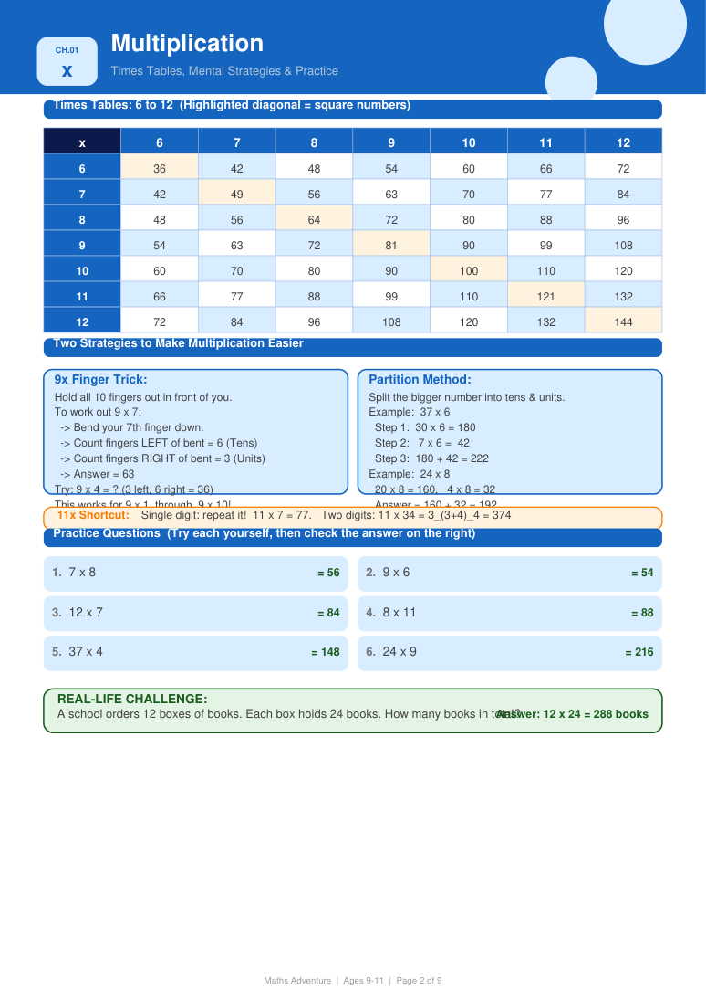 CH.01
x
Multiplication
Times Tables, Mental Strategies & Practice
Times Tables: 6 to 12  (Highlighted diagonal = square numbers)
x 6 7 8 9 10 11 12
6 36 42 48 54 60 66 72
7 42 49 56 63 70 77 84
8 48 56 64 72 80 88 96
9 54 63 72 81 90 99 108
10 60 70 80 90 100 110 120
11 66 77 88 99 110 121 132
12 72 84 96 108 120 132 144
Two Strategies to Make Multiplication Easier
9x Finger Trick:
Hold all 10 fingers out in front of you.
To work out 9 x 7:
-> Bend your 7th finger down.
-> Count fingers LEFT of bent = 6 (Tens)
-> Count fingers RIGHT of bent = 3 (Units)
-> Answer = 63
Try: 9 x 4 = ? (3 left, 6 right = 36)
This works for 9 x 1  through  9 x 10!
Partition Method:
Split the bigger number into tens & units.
Example:  37 x 6
Step 1:  30 x 6 = 180
Step 2:   7 x 6 =  42
Step 3:  180 + 42 = 222
Example:  24 x 8
20 x 8 = 160,   4 x 8 = 32
Answer = 160 + 32 = 192
11x Shortcut: Single digit: repeat it!  11 x 7 = 77.   Two digits: 11 x 34 = 3_(3+4)_4 = 374
Practice Questions  (Try each yourself, then check the answer on the right)
1. 7 x 8 = 56
2. 9 x 6 = 54
3. 12 x 7 = 84
4. 8 x 11 = 88
5. 37 x 4 = 148
6. 24 x 9 = 216
REAL-LIFE CHALLENGE:
A school orders 12 boxes of books. Each box holds 24 books. How many books in total? Answer: 12 x 24 = 288 books
Maths Adventure  |  Ages 9-11  |  Page 2 of 9